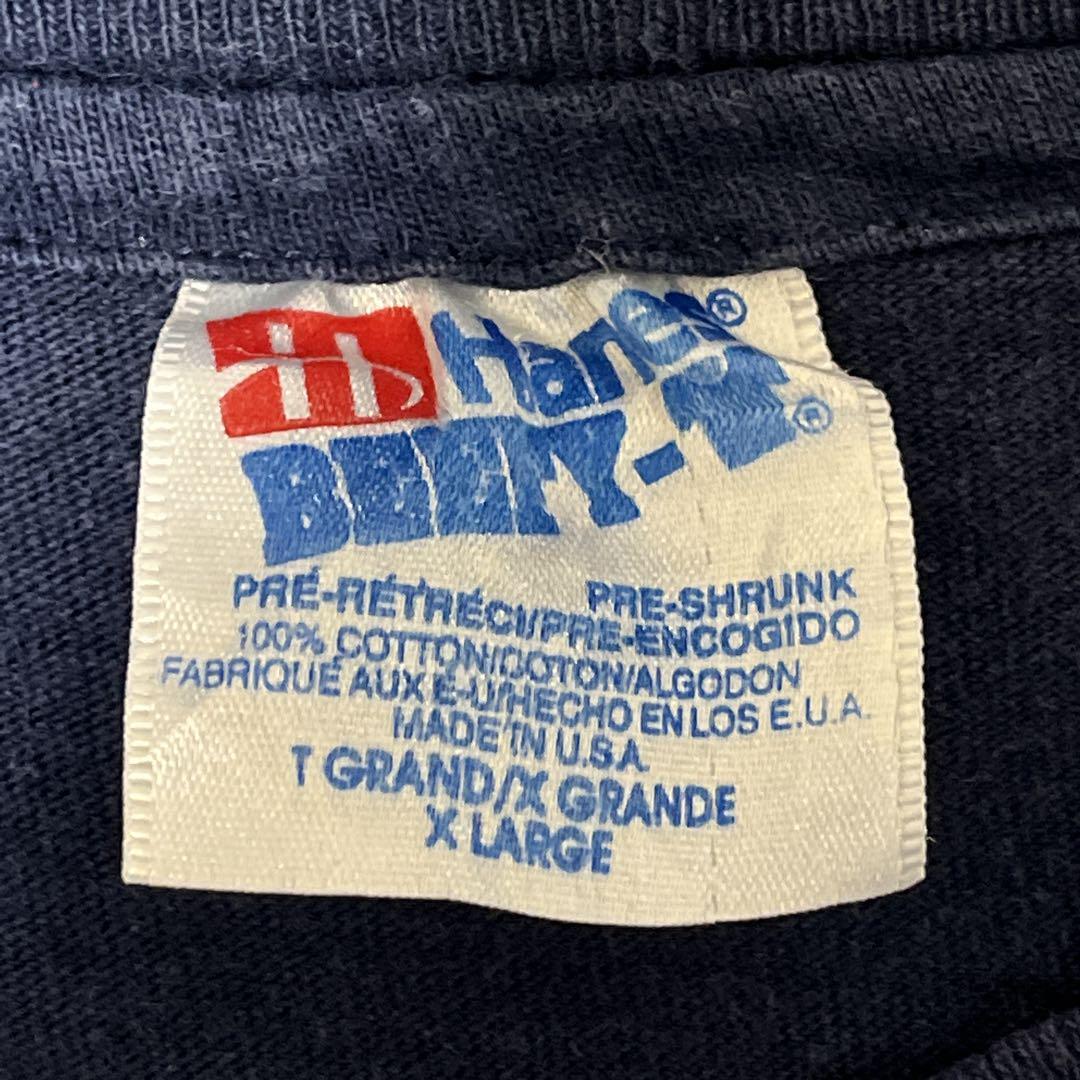 Hanes®
BEEFY-T®
PRE-SHRUNK
PRÉ-RÉTRÉCI/PRE-ENCOGIDO
100% COTTON/COTON/ALGODON
FABRIQUÉ AUX É-U/HECHO EN LOS E.U.A.
MADE IN U.S.A.
T GRAND/X GRANDE
X LARGE